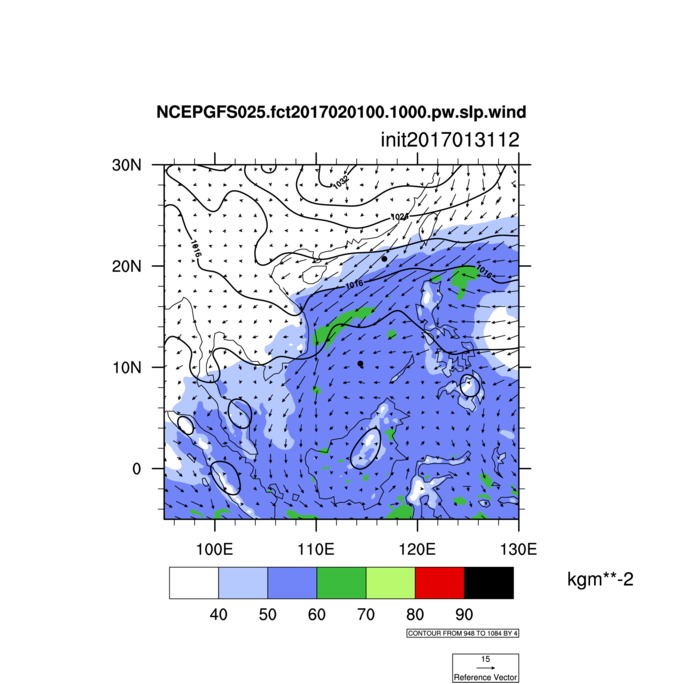 NCEPGFS025.fct2017020100.1000.pw.slp.wind
init2017013112
30N
20N
10N
0
1032
1024
1016
1016
1016
100E 110E 120E 130E
kgm**-2
40 50 60 70 80 90
CONTOUR FROM 948 TO 1084 BY 4
15
Reference Vector